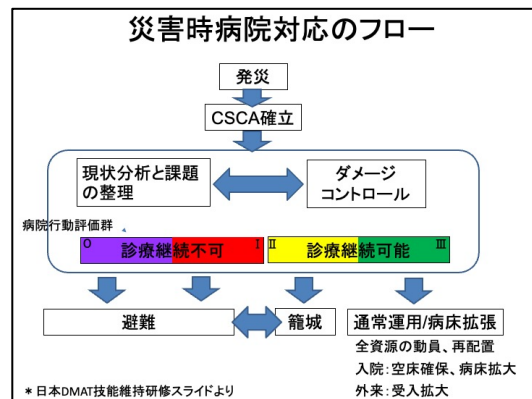 災害時病院対応のフロー
発災
CSCA確立
現状分析と課題
の整理
ダメージ
コントロール
病院行動評価群
0 診療継続不可 Ⅰ
Ⅱ 診療継続可能 Ⅲ
避難
籠城
通常運用/病床拡張
全資源の動員、再配置
入院：空床確保、病床拡大
外来：受入拡大
＊日本DMAT技能維持研修スライドより